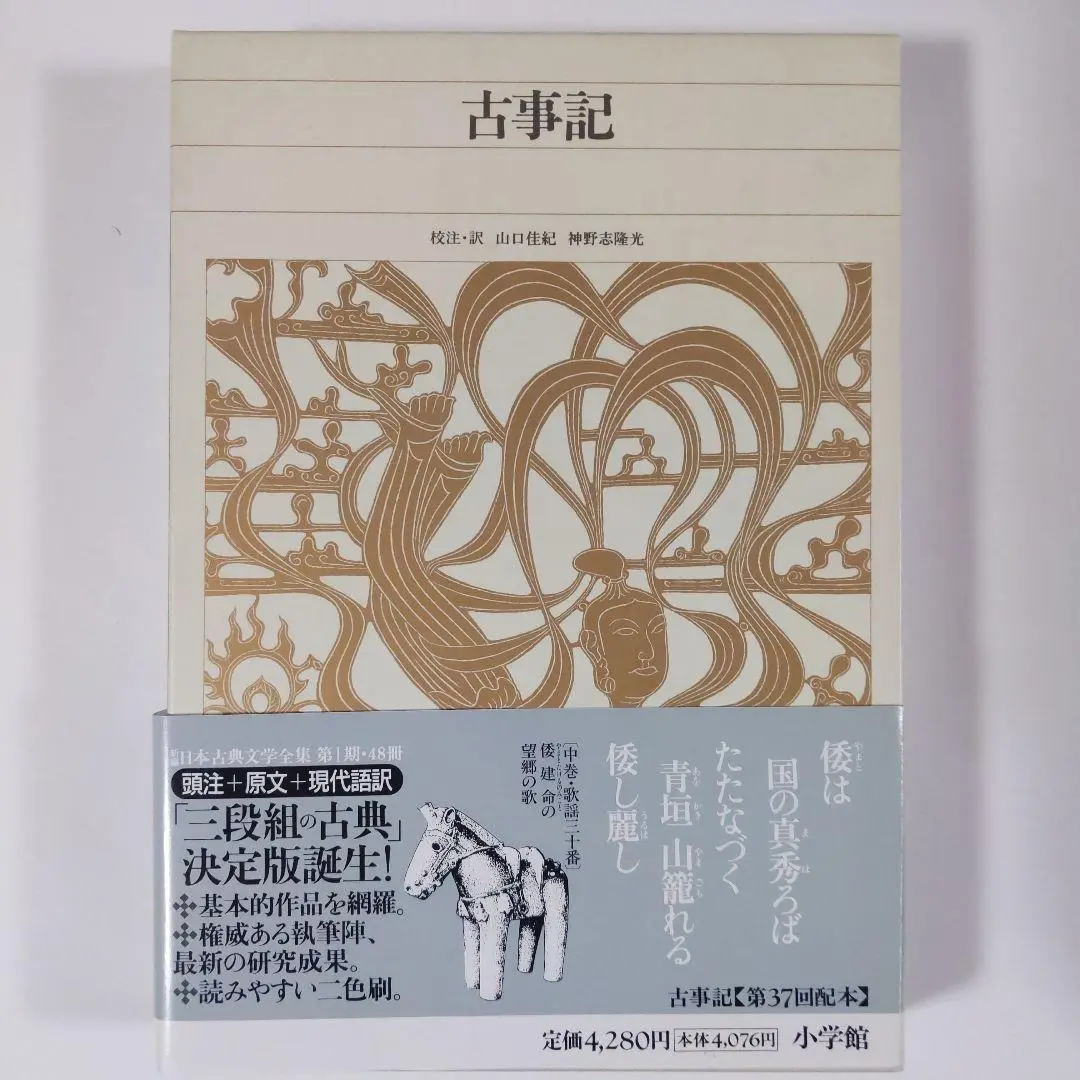 古事記
校注・訳 山口佳紀 神野志隆光
倭は
国の真秀ろば
たたなづく
青垣 山籠れる
倭し麗し
［中巻・歌謡三十番］
倭建命の
望郷の歌
新編日本古典文学全集 第Ⅰ期・48冊
頭注＋原文＋現代語訳
「三段組の古典」
決定版誕生!
基本的作品を網羅。
権威ある執筆陣、
最新の研究成果。
読みやすい二色刷。
古事記【第37回配本】
定価4,280円 本体4,076円 小学館